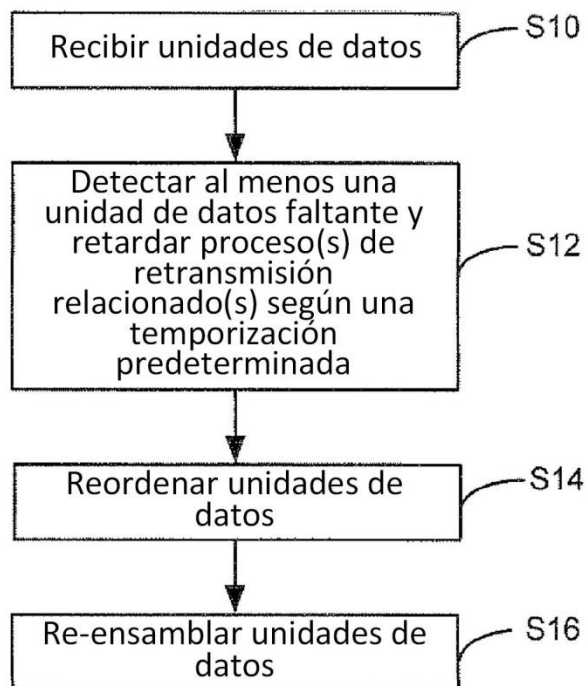 Recibir unidades de datos
S10
Detectar al menos una
unidad de datos faltante y
retardar proceso(s) de
retransmisión
relacionado(s) según una
temporización
predeterminada
S12
Reordenar unidades de
datos
S14
Re-ensamblar unidades de
datos
S16